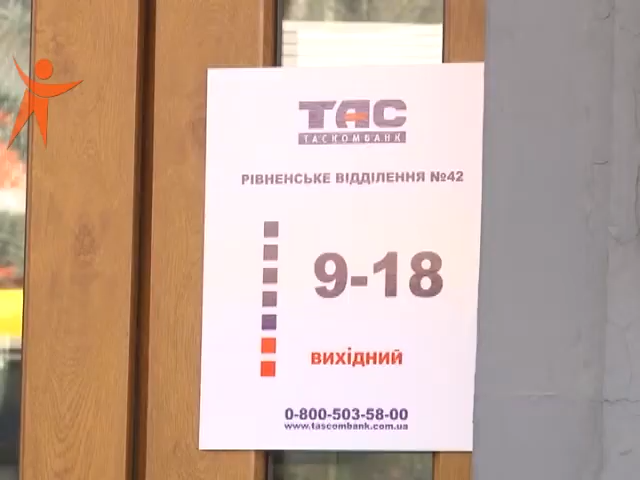 ТАС
ТАСКОМБАНК
РІВНЕНСЬКЕ ВІДДІЛЕННЯ №42
9-18
ВИХІДНИЙ
0-800-503-58-00
www.tascombank.com.ua